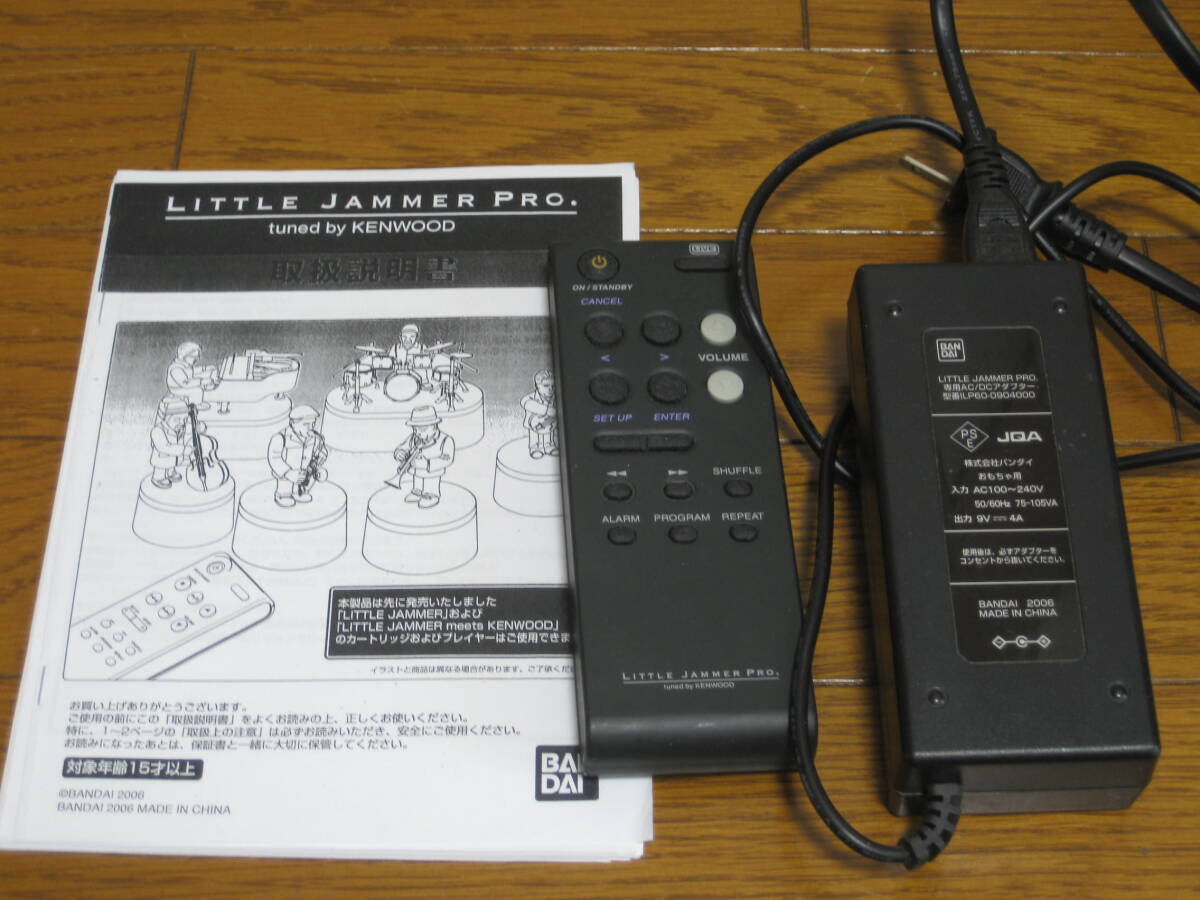 LITTLE JAMMER PRO.
tuned by KENWOOD
取扱説明書
本製品は先に発売いたしました
「LITTLE JAMMER」および
「LITTLE JAMMER meets KENWOOD」
のカートリッジおよびプレイヤーはご使用できま
イラストと商品は異なる場合があります。ご了承くだ
お買い上げありがとうございます。
ご使用の前にこの「取扱説明書」をよくお読みの上、正しくお使いください。
特に、1〜2ページの「取扱上の注意」は必ずお読みいただき、安全にご使用ください。
お読みになったあとは、保証書と一緒に大切に保管してください。
対象年齢15才以上
©BANDAI 2006
BANDAI 2006 MADE IN CHINA
BAN
DAI
LIVE
ON / STANDBY
CANCEL
< >
VOLUME
SET UP ENTER
◀◀ ▶▶ SHUFFLE
ALARM PROGRAM REPEAT
LITTLE JAMMER PRO.
tuned by KENWOOD
BAN
DAI
LITTLE JAMMER PRO.
専用AC/DCアダプター
型番ILP60-0904000
PS
E
JQA
株式会社バンダイ
おもちゃ用
入力 AC100〜240V
50/60Hz 75-105VA
出力 9V 4A
使用後は、必ずアダプターを
コンセントから抜いてください。
BANDAI 2006
MADE IN CHINA